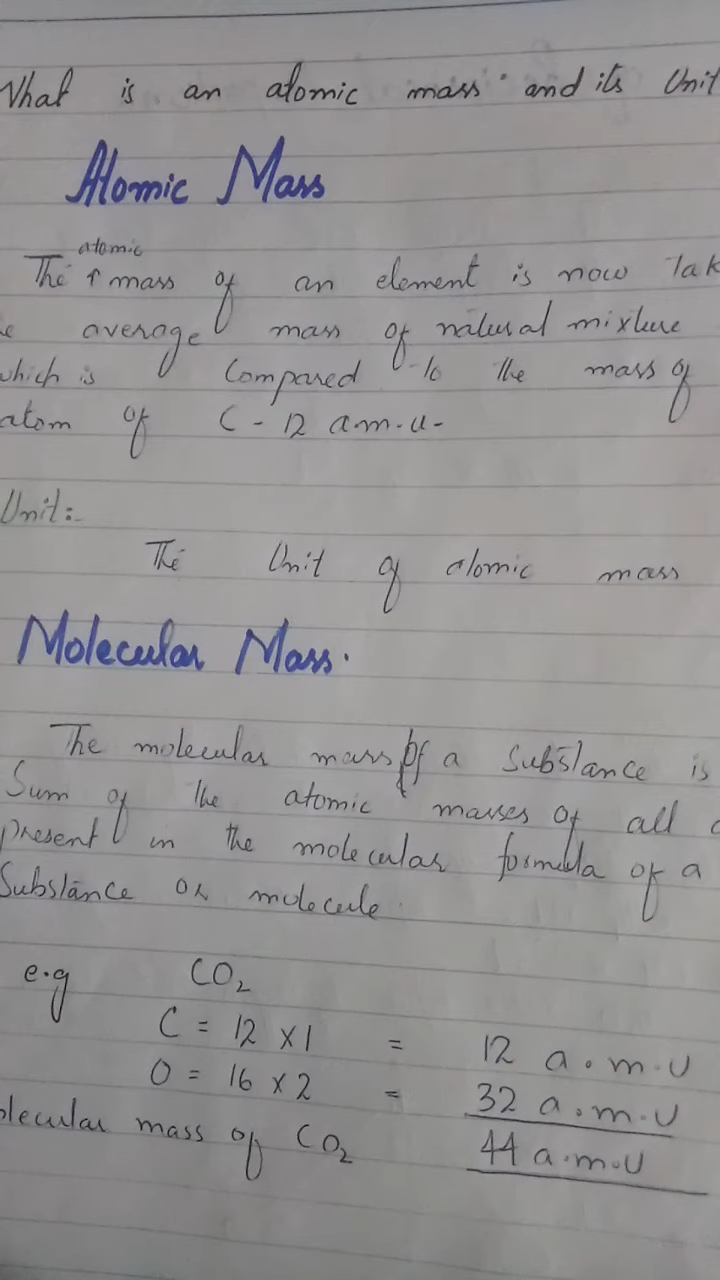 What is an atomic mass and its Unit
Atomic Mass
atomic
The ↑ mass of an element is now tak
e average mass of natural mixture
which is Compared to the mass of
atom of C - 12 a.m.u-
Unit:-
The Unit of atomic mass
Molecular Mass.
The molecular mass of a Substance is
Sum of the atomic masses of all a
present in the molecular formula of a
Substance or molecule.
e.g CO₂
C = 12 × 1 = 12 a.m.u
O = 16 × 2 = 32 a.m.u
olecular mass of CO₂ 44 a.m.u